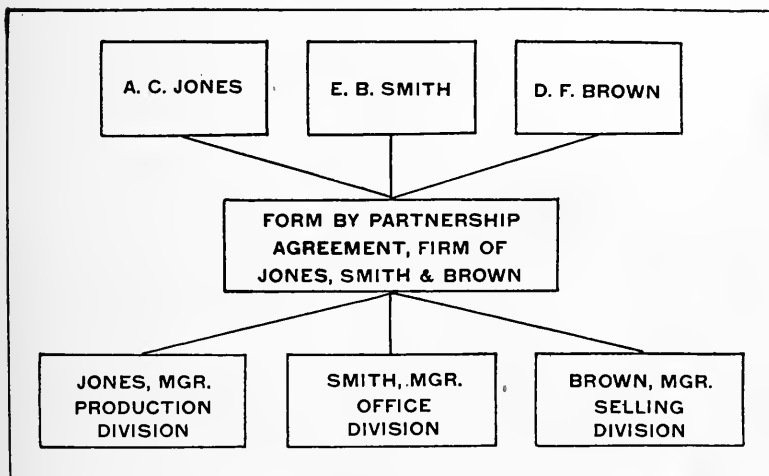 A. C. JONES
E. B. SMITH
D. F. BROWN
FORM BY PARTNERSHIP
AGREEMENT, FIRM OF
JONES, SMITH & BROWN
JONES, MGR.
PRODUCTION
DIVISION
SMITH, MGR.
OFFICE
DIVISION
BROWN, MGR.
SELLING
DIVISION